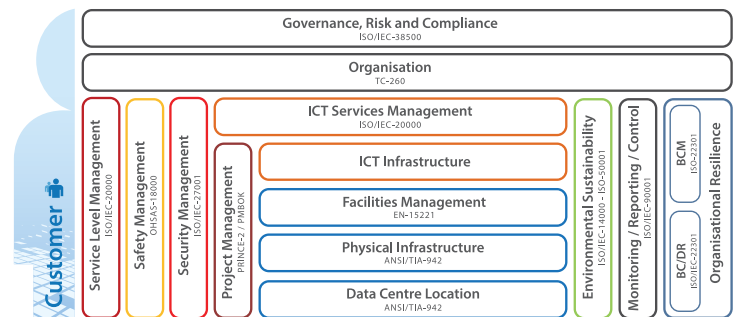 Governance, Risk and Compliance
ISO/IEC-38500
Organisation
TC-260
Customer
Service Level Management
ISO/IEC-20000
Safety Management
OHSAS-18000
Security Management
ISO/IEC-27001
ICT Services Management
ISO/IEC-20000
Project Management
PRINCE-2 / PMBOK
ICT Infrastructure
Facilities Management
EN-15221
Physical Infrastructure
ANSI/TIA-942
Data Centre Location
ANSI/TIA-942
Environmental Sustainability
ISO/IEC-14000 - ISO-50001
Monitoring / Reporting / Control
ISO/IEC-90001
BCM
ISO-22301
BC/DR
ISO/IEC-22301
Organisational Resilience